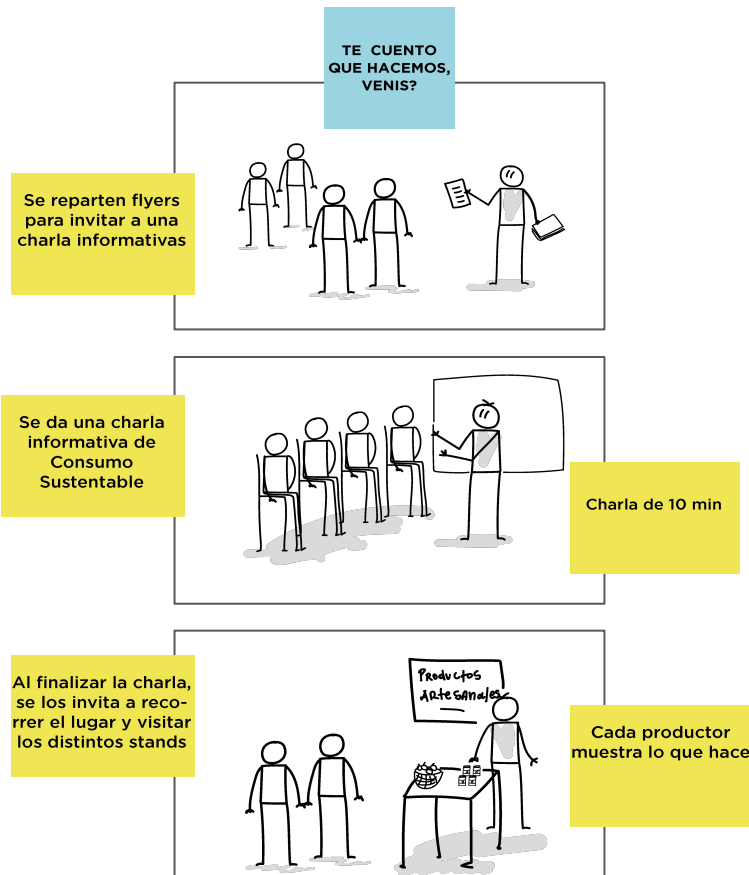 TE CUENTO
QUE HACEMOS,
VENIS?
Se reparten flyers
para invitar a una
charla informativas
Se da una charla
informativa de
Consumo
Sustentable
Charla de 10 min
Al finalizar la charla,
se los invita a reco-
rrer el lugar y visitar
los distintos stands
PRoductos
ARtesanales
Cada productor
muestra lo que hace